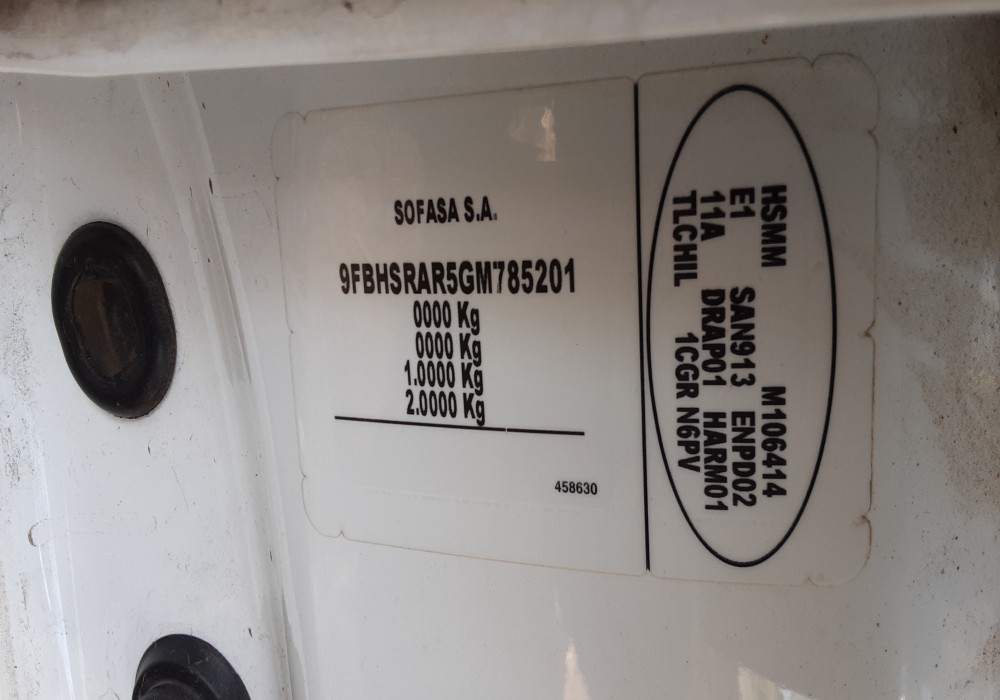 SOFASA S.A.
9FBHSRAR5GM785201
0000 Kg
0000 Kg
1.0000 Kg
2.0000 Kg
458630
HSMM M106414
E1 SAN913 ENPD02
11A DRAP01 HARM01
TLCHIL 1CGR N6PV